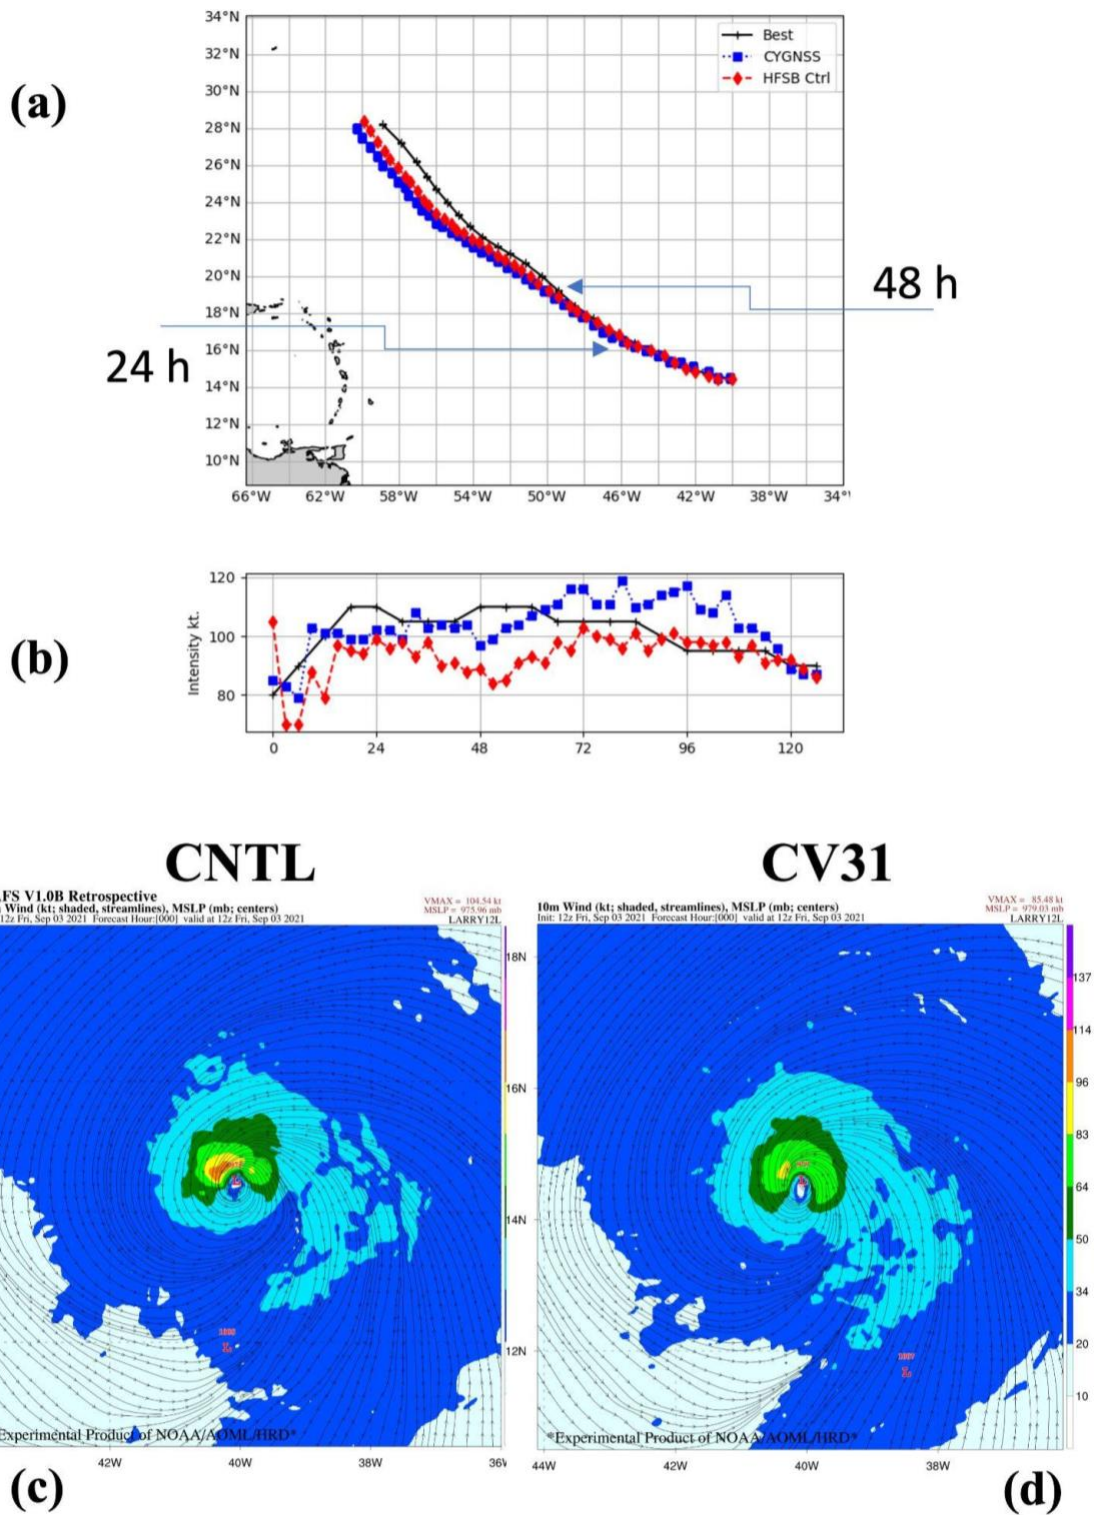 (a)
34°N
32°N
30°N
28°N
26°N
24°N
22°N
20°N
18°N
16°N
14°N
12°N
10°N
Best
CYGNSS
HFSB Ctrl
48 h
24 h
66°W 62°W 58°W 54°W 50°W 46°W 42°W 38°W 34°
(b)
Intensity kt.
120
100
80
0 24 48 72 96 120
CNTL
CV31
FS V1.0B Retrospective
Wind (kt; shaded, streamlines), MSLP (mb; centers)
12z Fri, Sep 03 2021 Forecast Hour:[000] valid at 12z Fri, Sep 03 2021
VMAX = 104.54 kt
MSLP = 975.96 mb
LARRY12L
10m Wind (kt; shaded, streamlines), MSLP (mb; centers)
Init: 12z Fri, Sep 03 2021 Forecast Hour:[000] valid at 12z Fri, Sep 03 2021
VMAX = 85.48 kt
MSLP = 979.03 mb
LARRY12L
18N
16N
14N
12N
137
114
96
83
64
50
34
20
10
L
L
L
1007
L
Experimental Product of NOAA/AOML/HRD*
*Experimental Product of NOAA/AOML/HRD*
42W 40W 38W 36
44W 42W 40W 38W
(c)
(d)